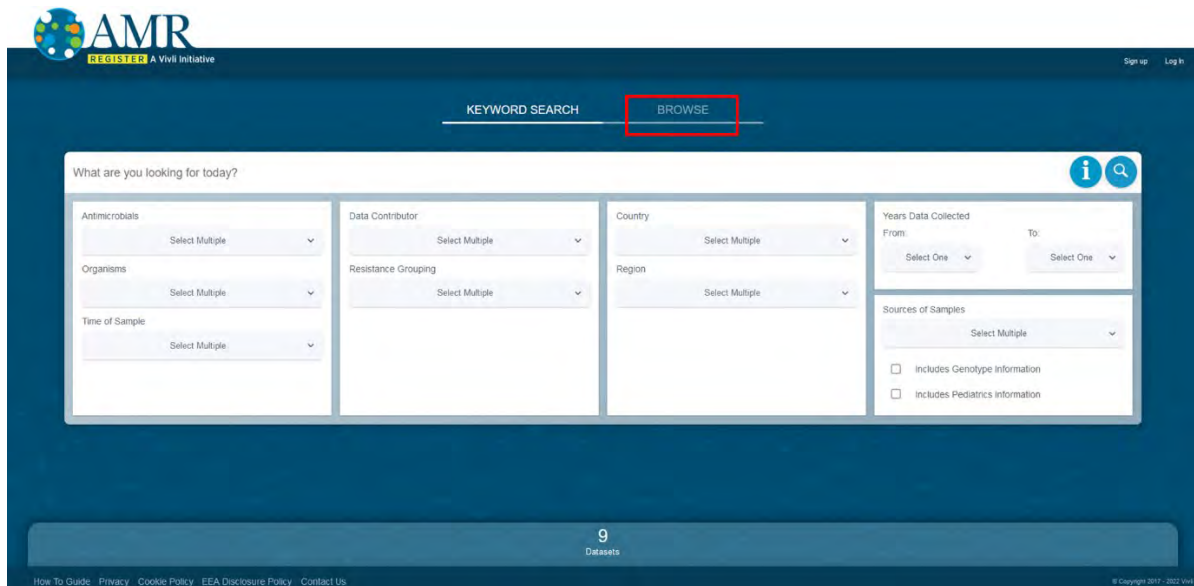 AMR
REGISTER A Vivli Initiative
Sign up Log In
KEYWORD SEARCH BROWSE
What are you looking for today?
i
Antimicrobials
Select Multiple
Organisms
Select Multiple
Time of Sample
Select Multiple
Data Contributor
Select Multiple
Resistance Grouping
Select Multiple
Country
Select Multiple
Region
Select Multiple
Years Data Collected
From: To:
Select One Select One
Sources of Samples
Select Multiple
Includes Genotype Information
Includes Pediatrics Information
9
Datasets
How To Guide Privacy Cookie Policy EEA Disclosure Policy Contact Us
© Copyright 2017 - 2022 Vivli